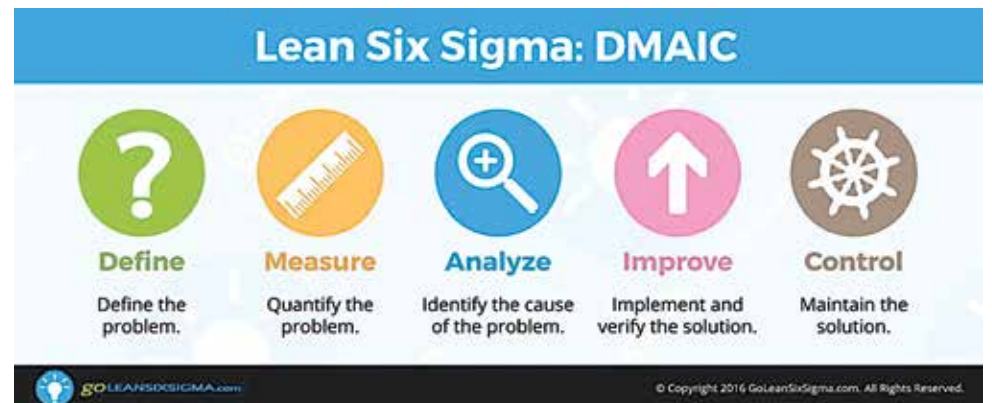 Lean Six Sigma: DMAIC
Define
Define the
problem.
Measure
Quantify the
problem.
Analyze
Identify the cause
of the problem.
Improve
Implement and
verify the solution.
Control
Maintain the
solution.
GOLEANSIXSIGMA.com
© Copyright 2016 GoLeanSixSigma.com. All Rights Reserved.